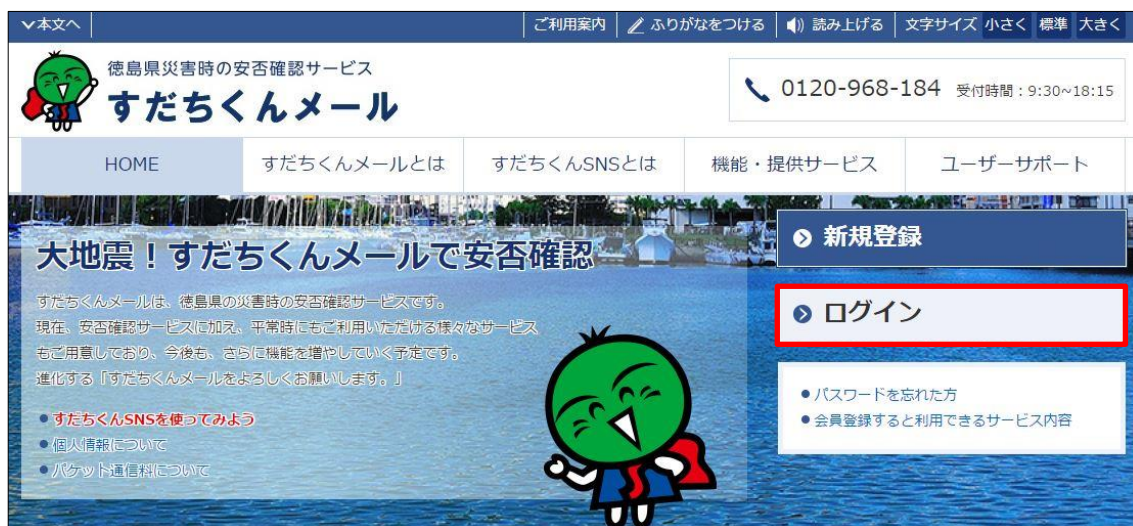 本文へ
ご利用案内 ふりがなをつける 読み上げる 文字サイズ 小さく 標準 大きく
徳島県災害時の安否確認サービス
すだちくんメール
0120-968-184 受付時間：9:30~18:15
HOME すだちくんメールとは すだちくんSNSとは 機能・提供サービス ユーザーサポート
大地震！すだちくんメールで安否確認
すだちくんメールは、徳島県の災害時の安否確認サービスです。
現在、安否確認サービスに加え、平常時にもご利用いただける様々なサービス
もご用意しており、今後も、さらに機能を増やしていく予定です。
進化する「すだちくんメールをよろしくお願いします。」
すだちくんSNSを使ってみよう
個人情報について
パケット通信料について
新規登録
ログイン
パスワードを忘れた方
会員登録すると利用できるサービス内容